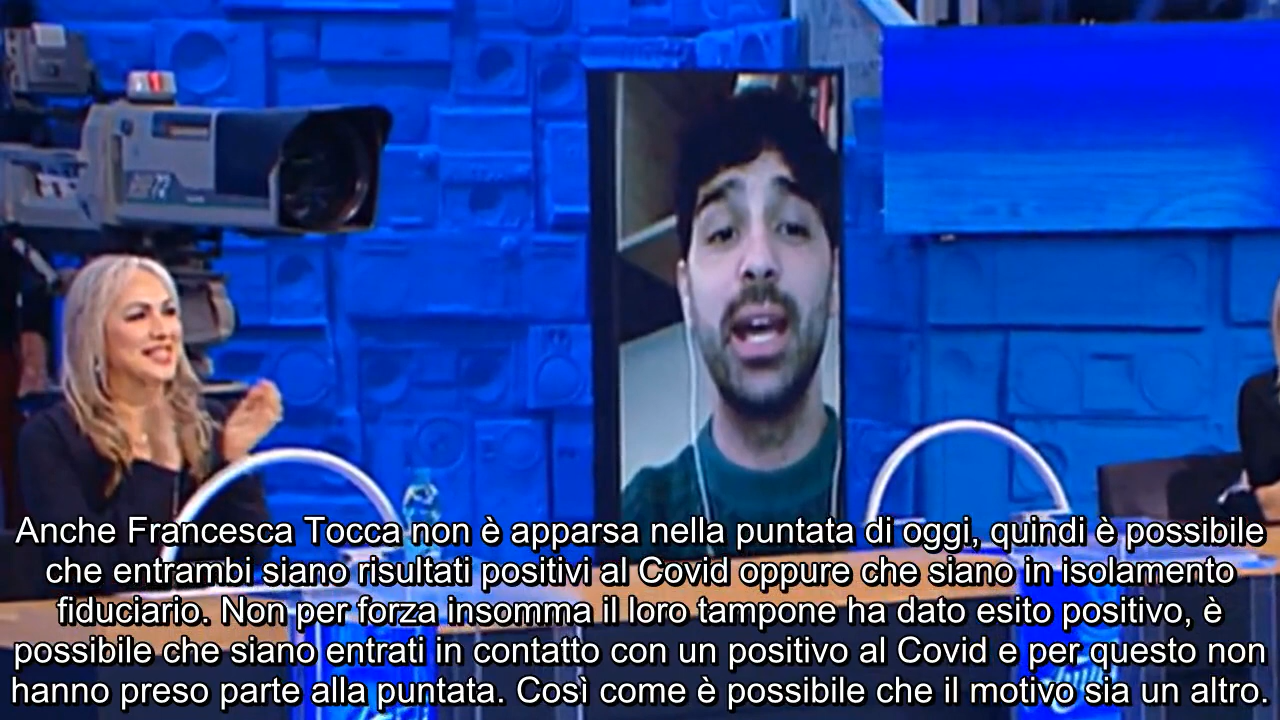 Anche Francesca Tocca non è apparsa nella puntata di oggi, quindi è possibile
che entrambi siano risultati positivi al Covid oppure che siano in isolamento
fiduciario. Non per forza insomma il loro tampone ha dato esito positivo, è
possibile che siano entrati in contatto con un positivo al Covid e per questo non
hanno preso parte alla puntata. Così come è possibile che il motivo sia un altro.